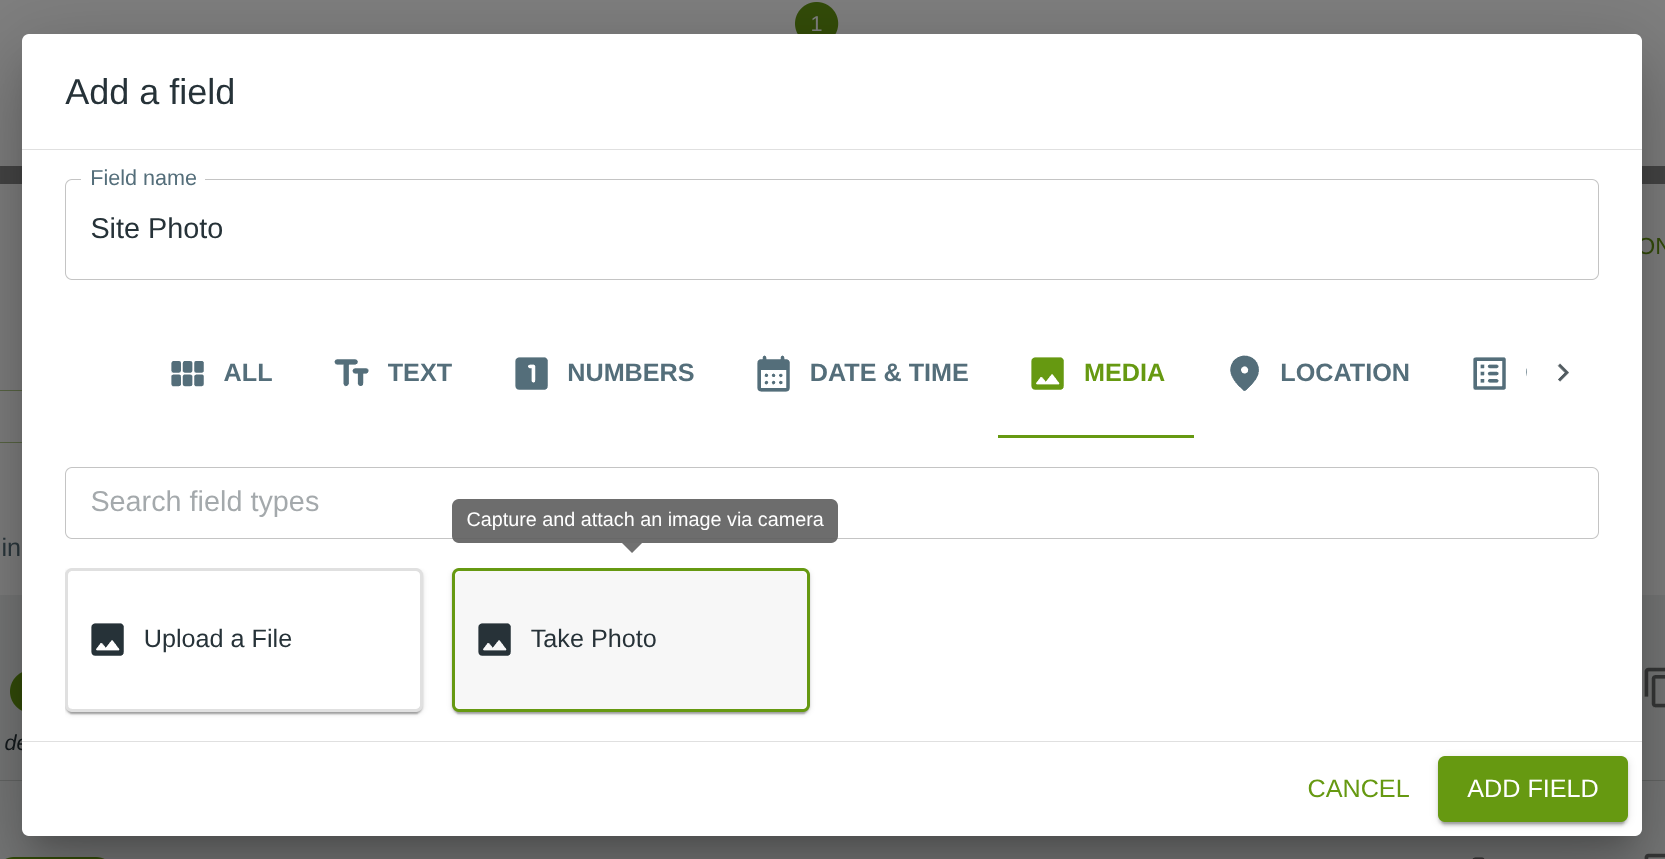 1
Add a field
Field name
Site Photo
ALL TEXT NUMBERS DATE & TIME MEDIA LOCATION
Search field types
Capture and attach an image via camera
Upload a File Take Photo
CANCEL ADD FIELD